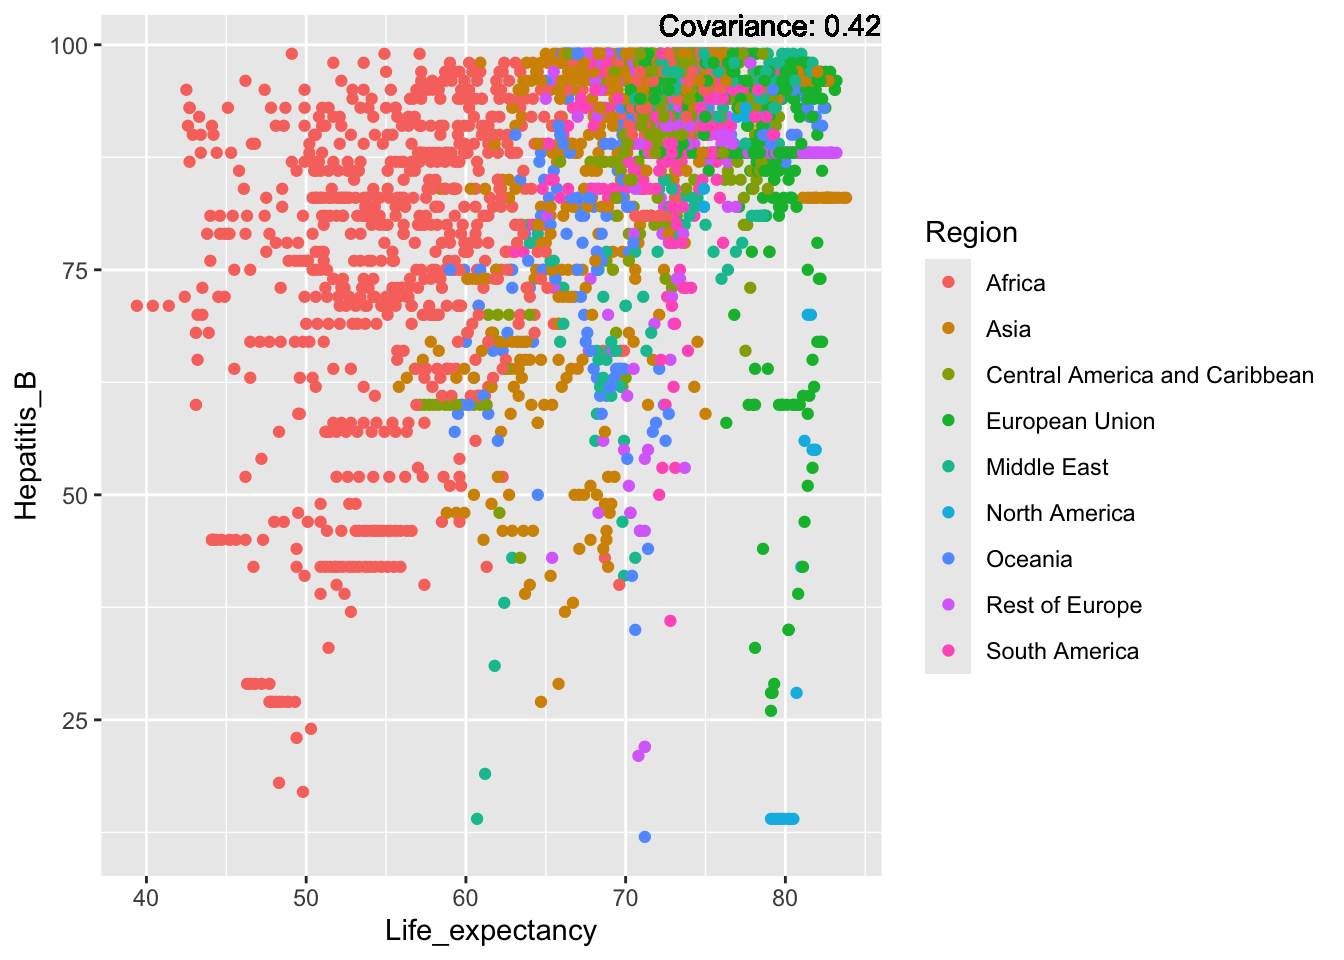 Covariance: 0.42
100
75
50
25
Hepatitis_B
40 50 60 70 80
Life_expectancy
Region
Africa
Asia
Central America and Caribbean
European Union
Middle East
North America
Oceania
Rest of Europe
South America